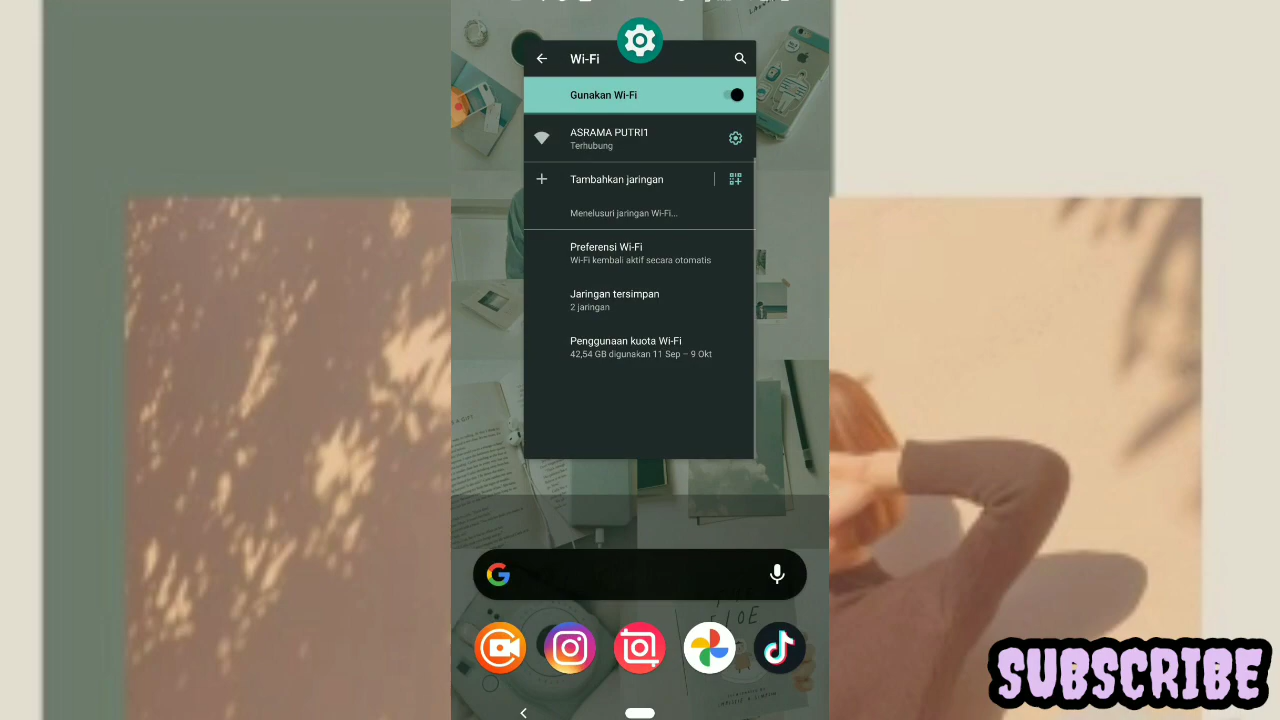 Wi-Fi
Gunakan Wi-Fi
ASRAMA PUTRI1
Terhubung
Tambahkan jaringan
Menelusuri jaringan Wi-Fi...
Preferensi Wi-Fi
Wi-Fi kembali aktif secara otomatis
Jaringan tersimpan
2 jaringan
Penggunaan kuota Wi-Fi
42,54 GB digunakan 11 Sep – 9 Okt
SUBSCRIBE